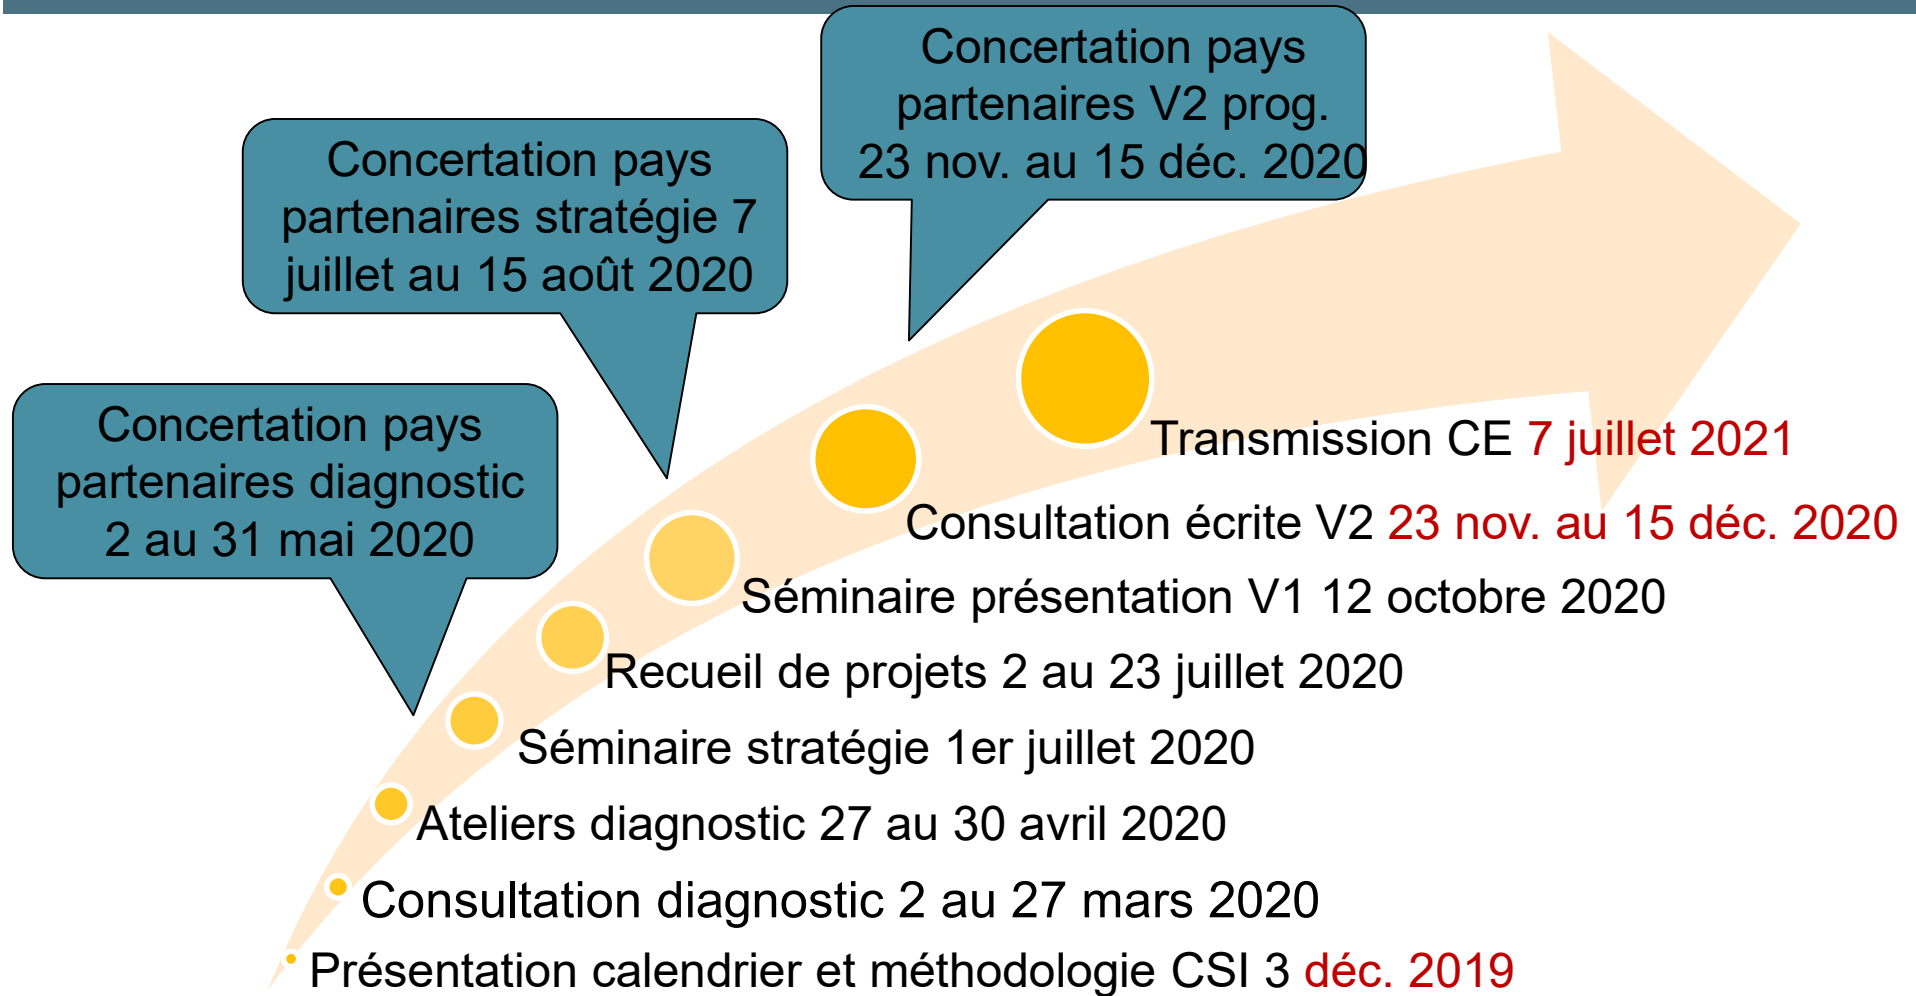 Concertation pays
partenaires V2 prog.
23 nov. au 15 déc. 2020
Concertation pays
partenaires stratégie 7
juillet au 15 août 2020
Concertation pays
partenaires diagnostic
2 au 31 mai 2020
Transmission CE 7 juillet 2021
Consultation écrite V2 23 nov. au 15 déc. 2020
Séminaire présentation V1 12 octobre 2020
Recueil de projets 2 au 23 juillet 2020
Séminaire stratégie 1er juillet 2020
Ateliers diagnostic 27 au 30 avril 2020
Consultation diagnostic 2 au 27 mars 2020
Présentation calendrier et méthodologie CSI 3 déc. 2019